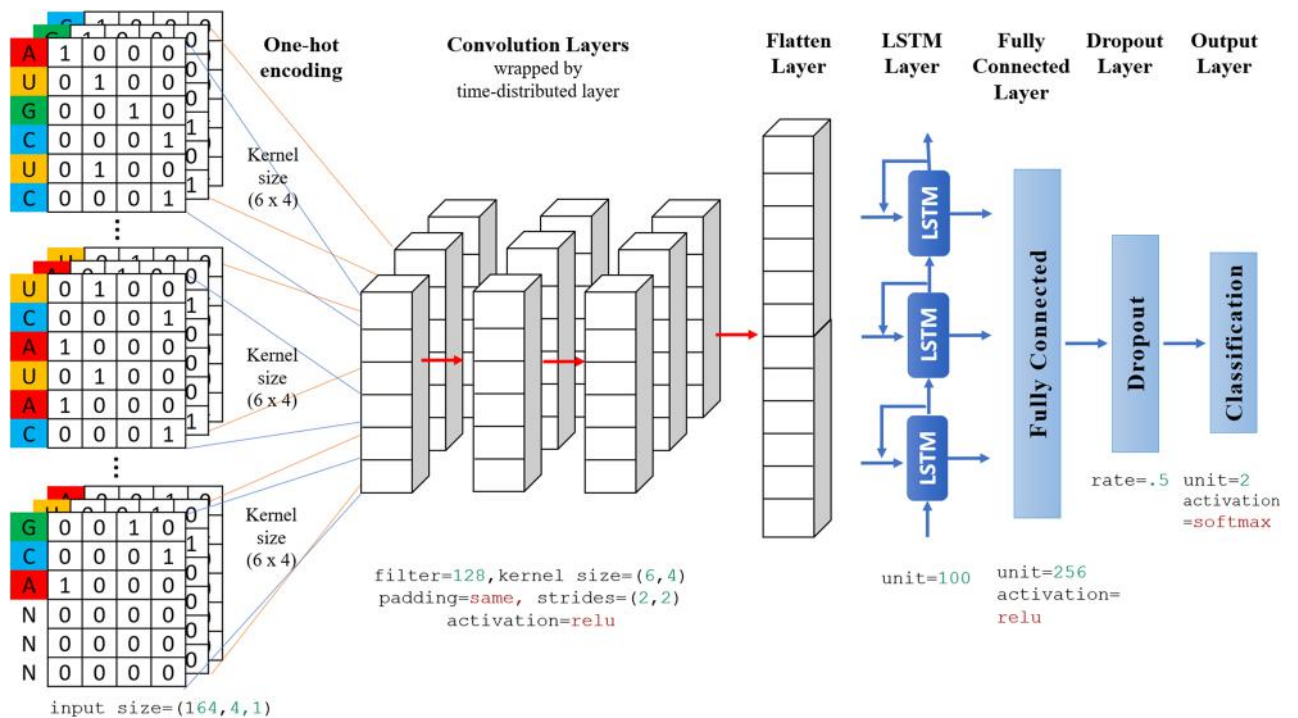 One-hot
encoding
Convolution Layers
wrapped by
time-distributed layer
Flatten
Layer
LSTM
Layer
Fully
Connected
Layer
Dropout
Layer
Output
Layer
A 1 0 0 0
U 0 1 0 0
G 0 0 1 0
C 0 0 0 1
U 0 1 0 0
C 0 0 0 1
Kernel
size
(6 x 4)
U 0 1 0 0
C 0 0 0 1
A 1 0 0 0
U 0 1 0 0
A 1 0 0 0
C 0 0 0 1
Kernel
size
(6 x 4)
G 0 0 1 0
C 0 0 0 1
A 1 0 0 0
N 0 0 0 0
N 0 0 0 0
N 0 0 0 0
Kernel
size
(6 x 4)
input size=(164,4,1)
filter=128,kernel size=(6,4)
padding=same, strides=(2,2)
activation=relu
LSTM
LSTM
LSTM
unit=100
Fully Connected
unit=256
activation=
relu
Dropout
rate=.5
Classification
unit=2
activation
=softmax